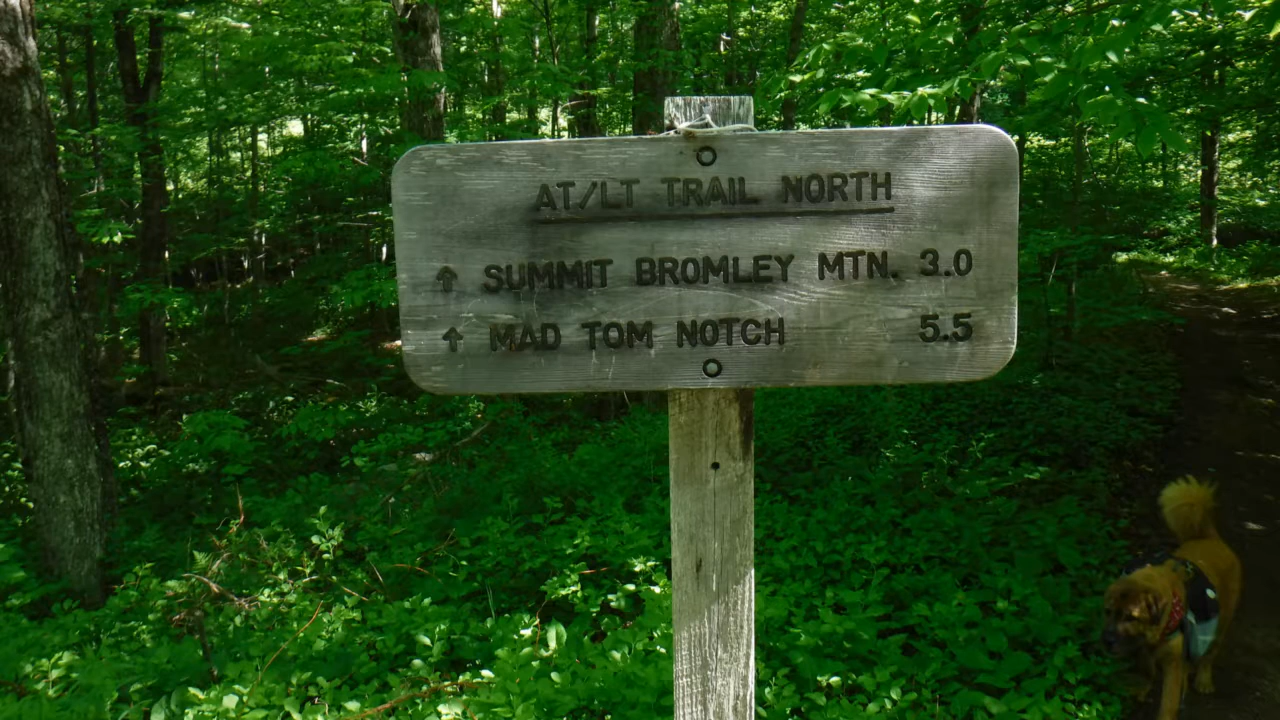 AT/LT TRAIL NORTH
↑ SUMMIT BROMLEY MTN. 3.0
↑ MAD TOM NOTCH 5.5